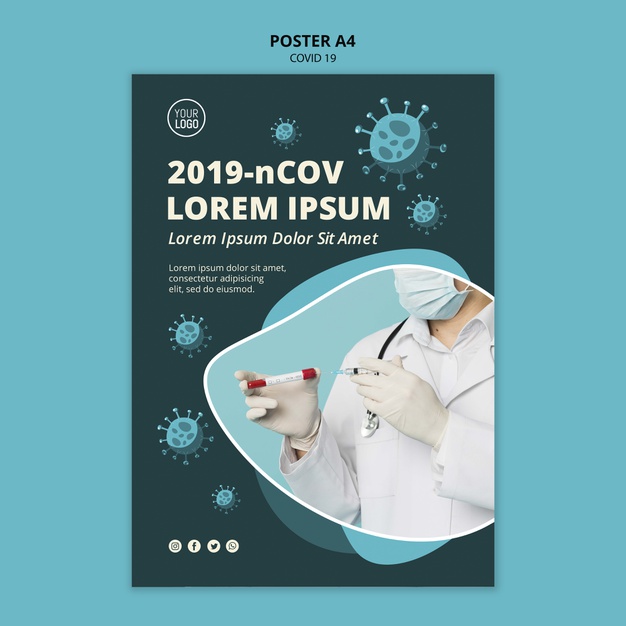 POSTER A4
COVID 19
YOUR
LOGO
2019-nCOV
LOREM IPSUM
Lorem Ipsum Dolor Sit Amet
Lorem ipsum dolor sit amet,
consectetur adipisicing
elit, sed do eiusmod.